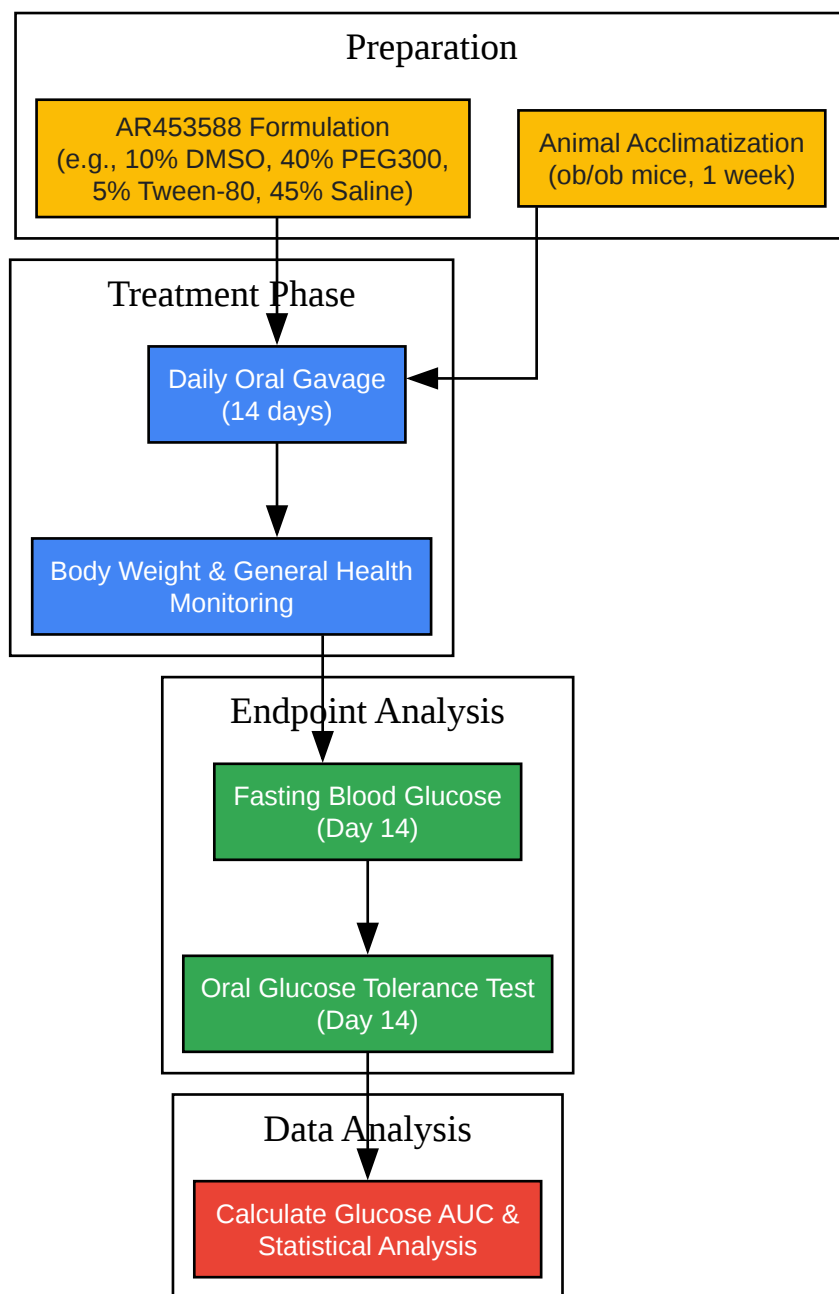 Preparation
AR453588 Formulation
(e.g., 10% DMSO, 40% PEG300,
5% Tween-80, 45% Saline)
Animal Acclimatization
(ob/ob mice, 1 week)
Treatment Phase
Daily Oral Gavage
(14 days)
Body Weight & General Health
Monitoring
Endpoint Analysis
Fasting Blood Glucose
(Day 14)
Oral Glucose Tolerance Test
(Day 14)
Data Analysis
Calculate Glucose AUC &
Statistical Analysis